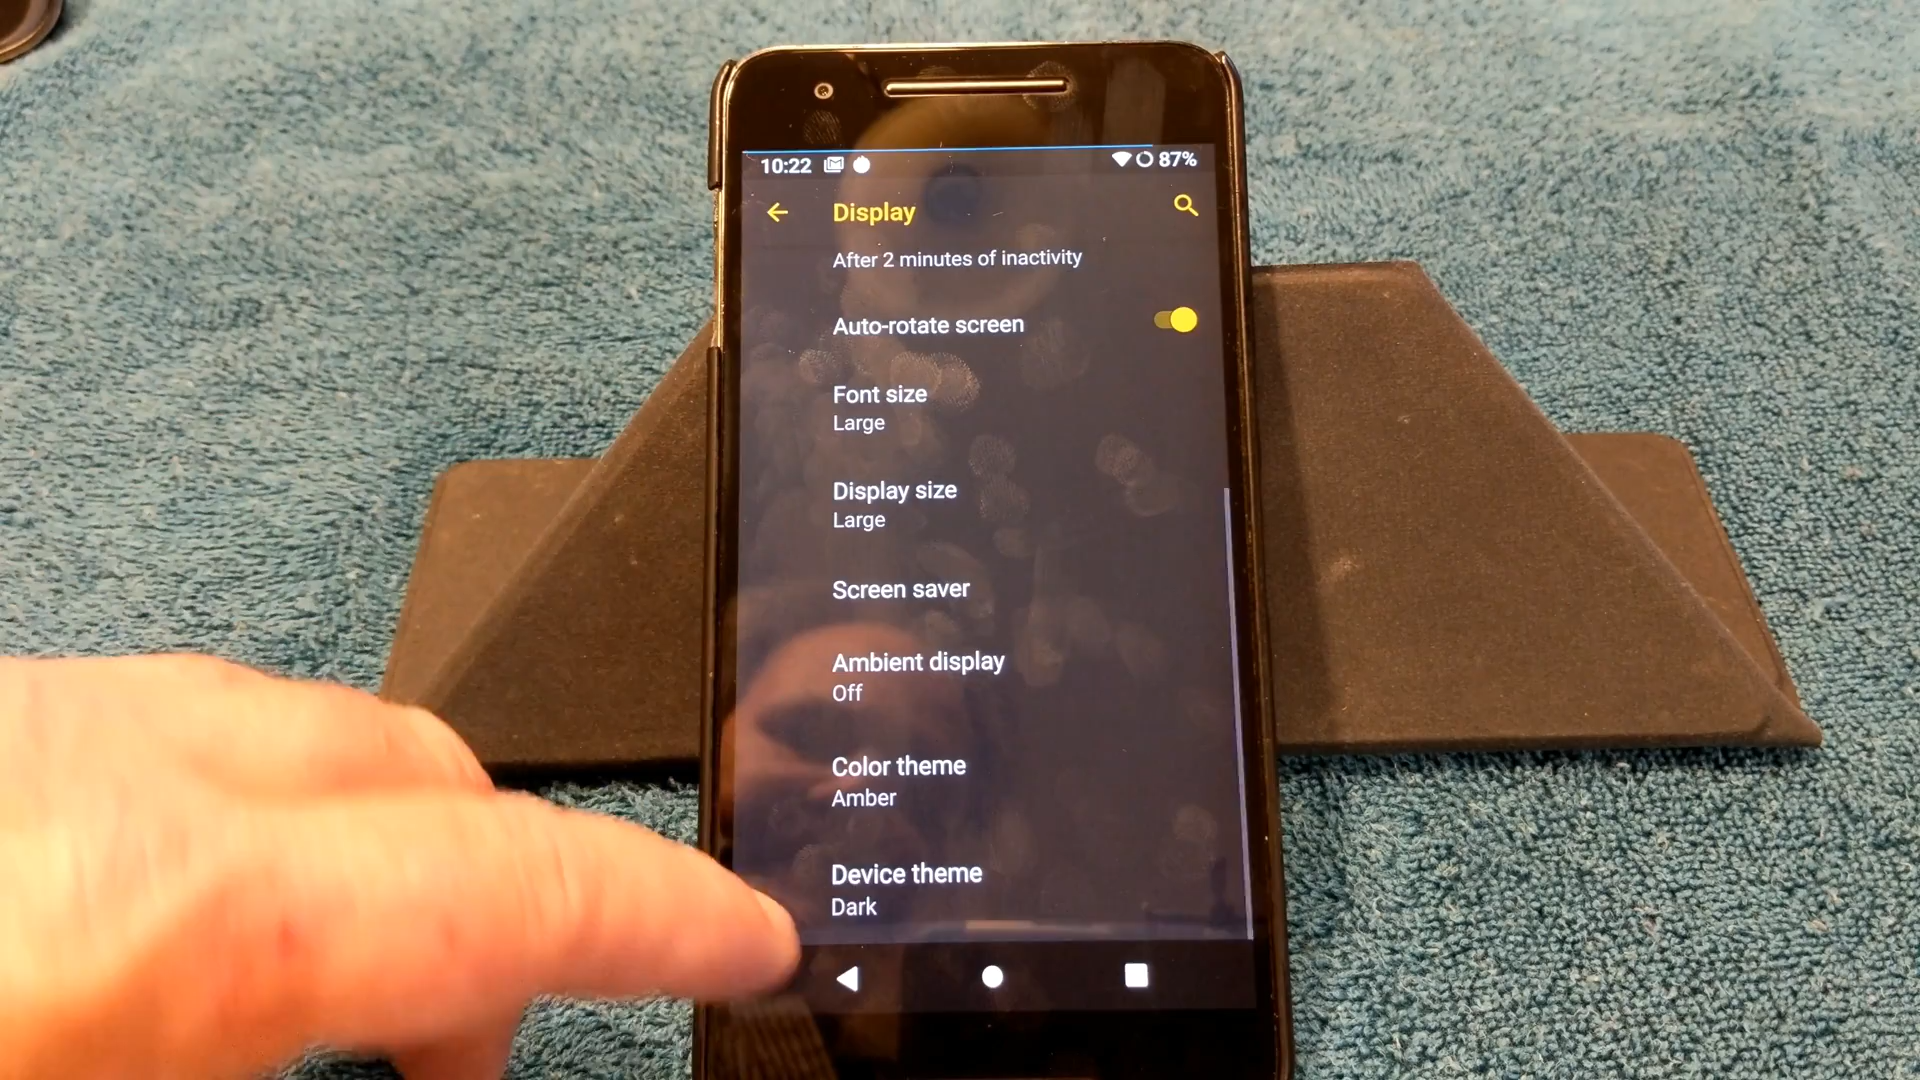 10:22 87%
Display
After 2 minutes of inactivity
Auto-rotate screen
Font size
Large
Display size
Large
Screen saver
Ambient display
Off
Color theme
Amber
Device theme
Dark